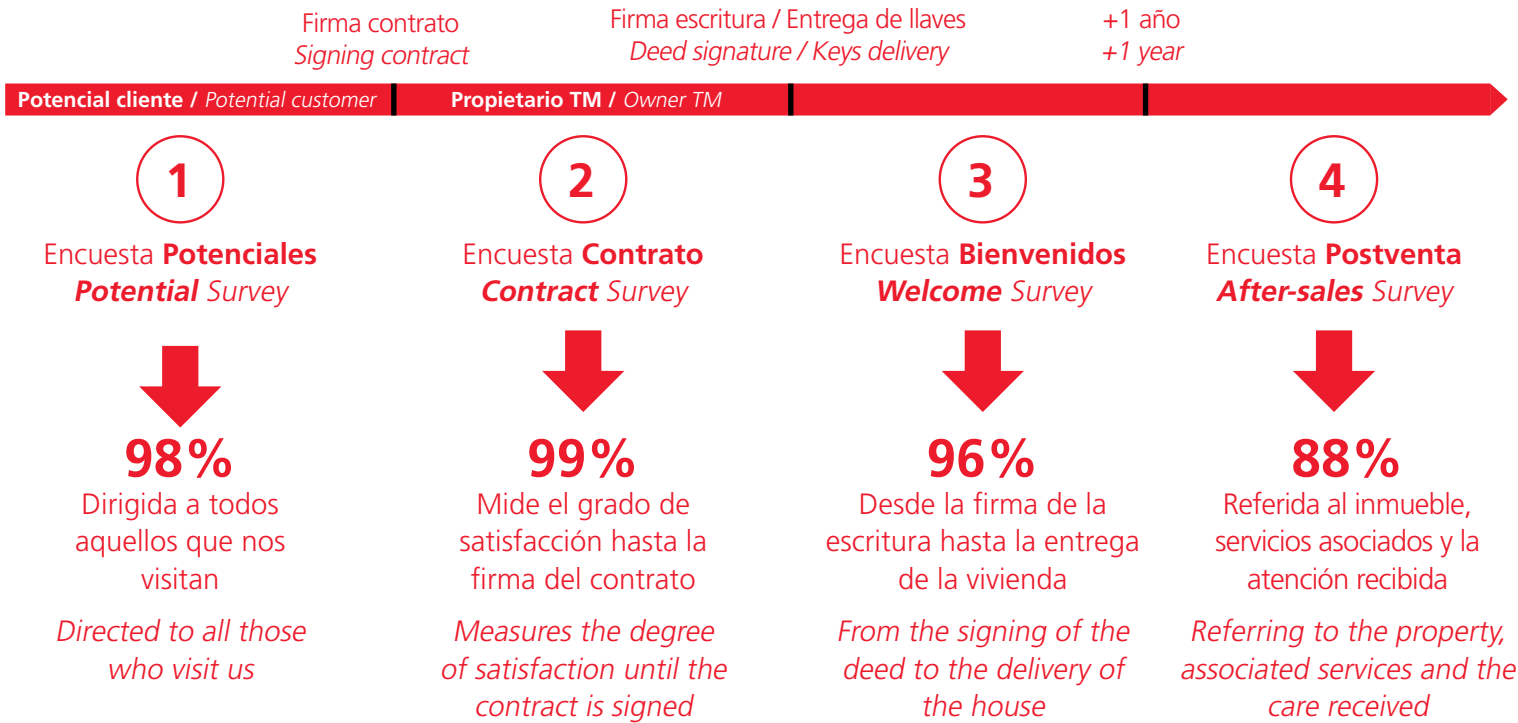 Firma contrato
Signing contract
Firma escritura / Entrega de llaves
Deed signature / Keys delivery
+1 año
+1 year
Potencial cliente / Potential customer
Propietario TM / Owner TM
1
Encuesta Potenciales
Potential Survey
98%
Dirigida a todos
aquellos que nos
visitan
Directed to all those
who visit us
2
Encuesta Contrato
Contract Survey
99%
Mide el grado de
satisfacción hasta la
firma del contrato
Measures the degree
of satisfaction until the
contract is signed
3
Encuesta Bienvenidos
Welcome Survey
96%
Desde la firma de la
escritura hasta la entrega
de la vivienda
From the signing of the
deed to the delivery of
the house
4
Encuesta Postventa
After-sales Survey
88%
Referida al inmueble,
servicios asociados y la
atención recibida
Referring to the property,
associated services and the
care received